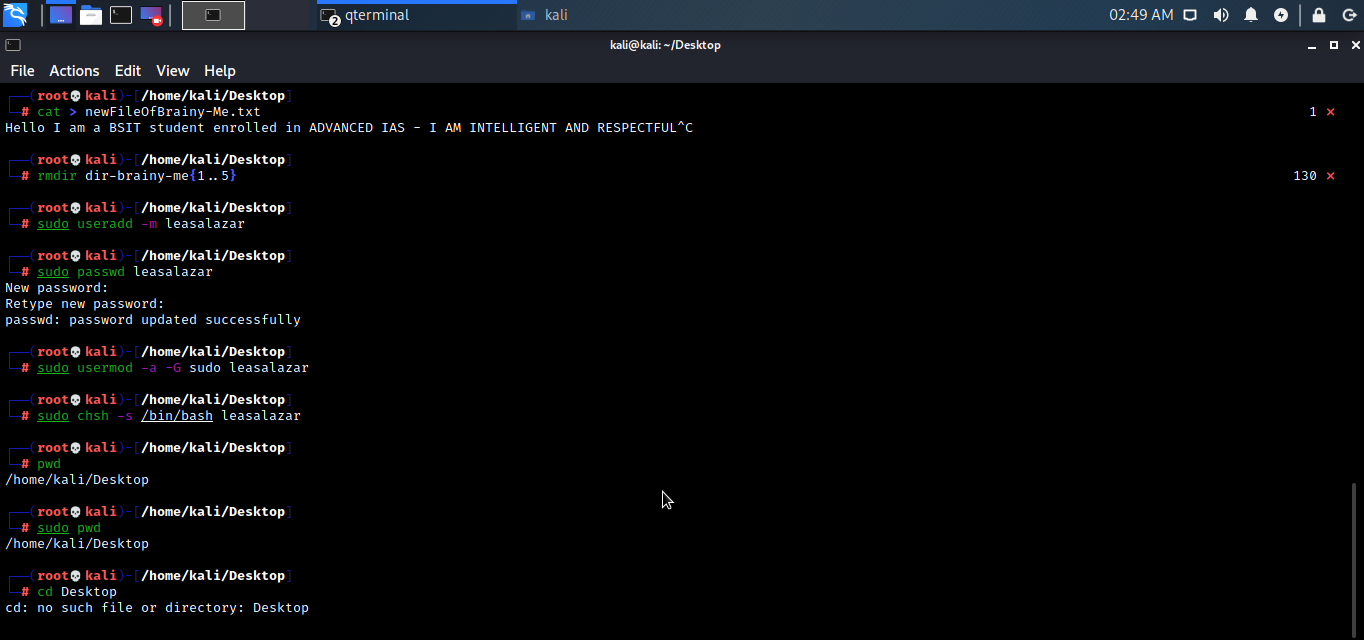 2 qterminal kali 02:49 AM
kali@kali: ~/Desktop
File Actions Edit View Help
┌──(root💀kali)-[/home/kali/Desktop]
└─# cat > newFileOfBrainy-Me.txt 1 ⨯
Hello I am a BSIT student enrolled in ADVANCED IAS - I AM INTELLIGENT AND RESPECTFUL^C
┌──(root💀kali)-[/home/kali/Desktop]
└─# rmdir dir-brainy-me{1..5} 130 ⨯
┌──(root💀kali)-[/home/kali/Desktop]
└─# sudo useradd -m leasalazar
┌──(root💀kali)-[/home/kali/Desktop]
└─# sudo passwd leasalazar
New password:
Retype new password:
passwd: password updated successfully
┌──(root💀kali)-[/home/kali/Desktop]
└─# sudo usermod -a -G sudo leasalazar
┌──(root💀kali)-[/home/kali/Desktop]
└─# sudo chsh -s /bin/bash leasalazar
┌──(root💀kali)-[/home/kali/Desktop]
└─# pwd
/home/kali/Desktop
┌──(root💀kali)-[/home/kali/Desktop]
└─# sudo pwd
/home/kali/Desktop
┌──(root💀kali)-[/home/kali/Desktop]
└─# cd Desktop
cd: no such file or directory: Desktop